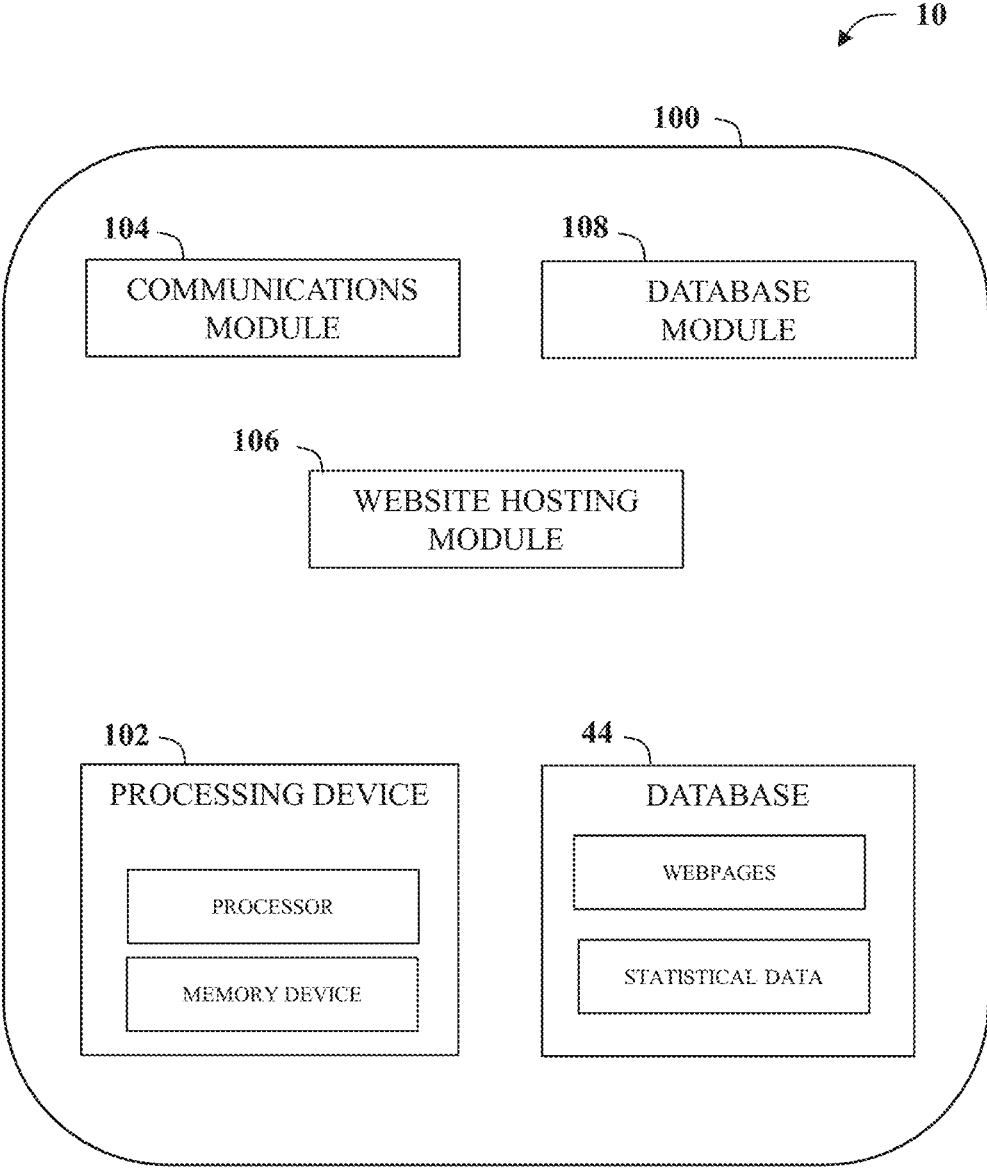 10
100
104
COMMUNICATIONS
MODULE
108
DATABASE
MODULE
106
WEBSITE HOSTING
MODULE
102
PROCESSING DEVICE
PROCESSOR
MEMORY DEVICE
44
DATABASE
WEBPAGES
STATISTICAL DATA